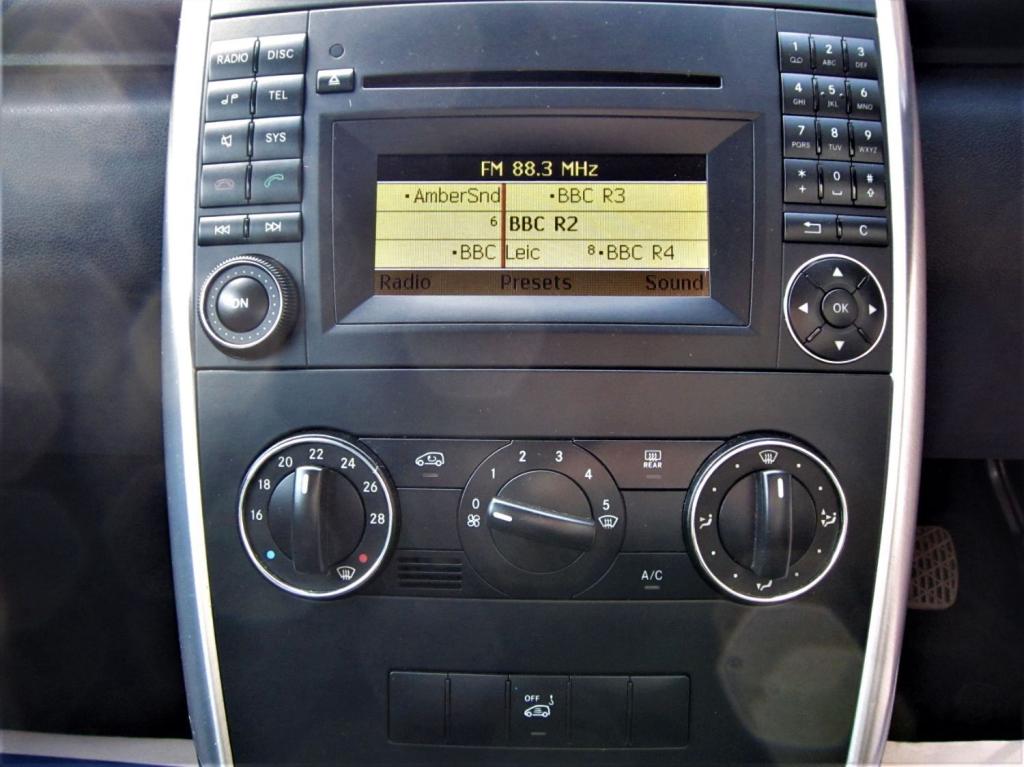 RADIO DISC
TEL
SYS
ON
FM 88.3 MHz
•AmberSnd •BBC R3
6 BBC R2
•BBC Leic 8•BBC R4
Radio Presets Sound
1 2 ABC 3 DEF
4 GHI 5 JKL 6 MNO
7 PQRS 8 TUV 9 WXYZ
* + 0 #
C
OK
16 18 20 22 24 26 28
0 1 2 3 4 5
REAR
A/C
OFF